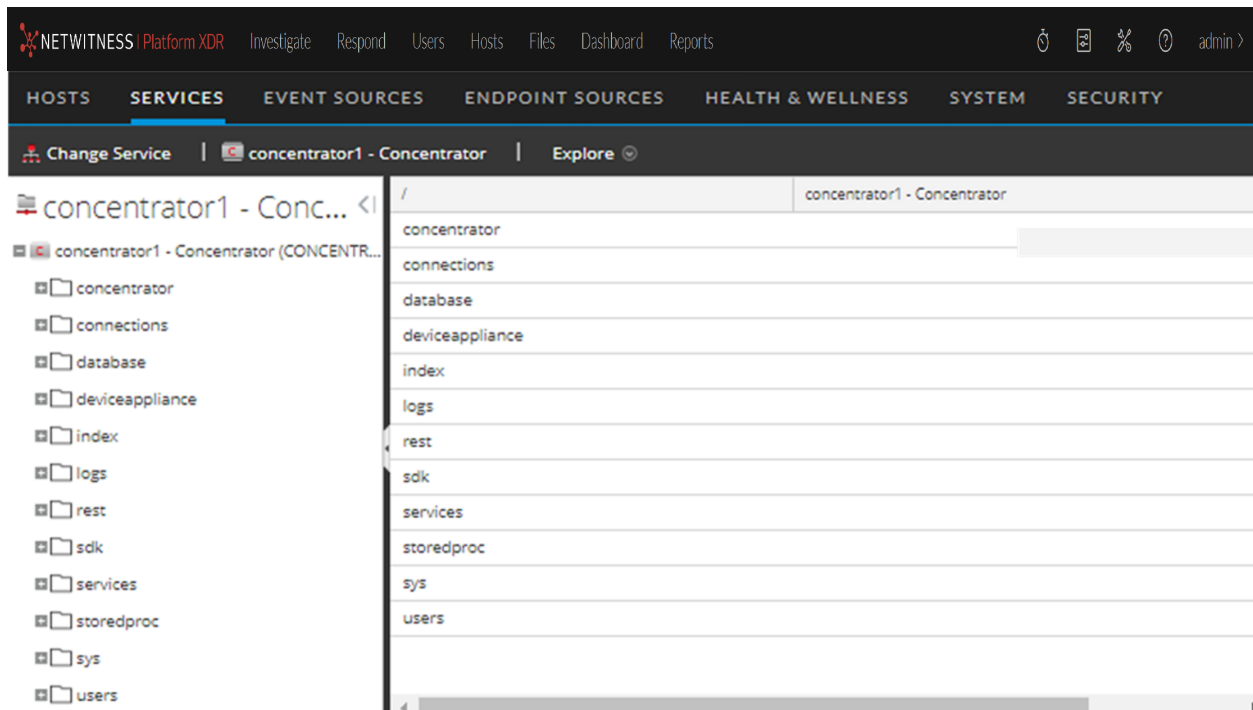 NETWITNESS | Platform XDR Investigate Respond Users Hosts Files Dashboard Reports admin >
HOSTS SERVICES EVENT SOURCES ENDPOINT SOURCES HEALTH & WELLNESS SYSTEM SECURITY
Change Service | C concentrator1 - Concentrator | Explore
concentrator1 - Conc...
C concentrator1 - Concentrator (CONCENTR...
concentrator
connections
database
deviceappliance
index
logs
rest
sdk
services
storedproc
sys
users
/ concentrator1 - Concentrator
concentrator
connections
database
deviceappliance
index
logs
rest
sdk
services
storedproc
sys
users